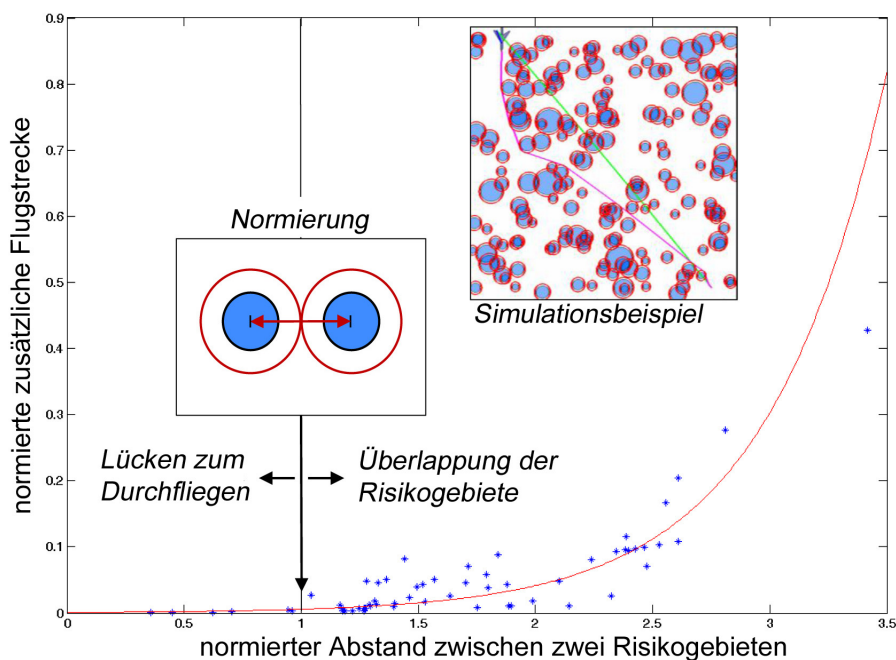 0.9
0.8
0.7
0.6
0.5
0.4
0.3
0.2
0.1
0
normierte zusätzliche Flugstrecke
Normierung
Simulationsbeispiel
Lücken zum
Durchfliegen
Überlappung der
Risikogebiete
0
0.5
1
1.5
2
2.5
3
3.5
normierter Abstand zwischen zwei Risikogebieten